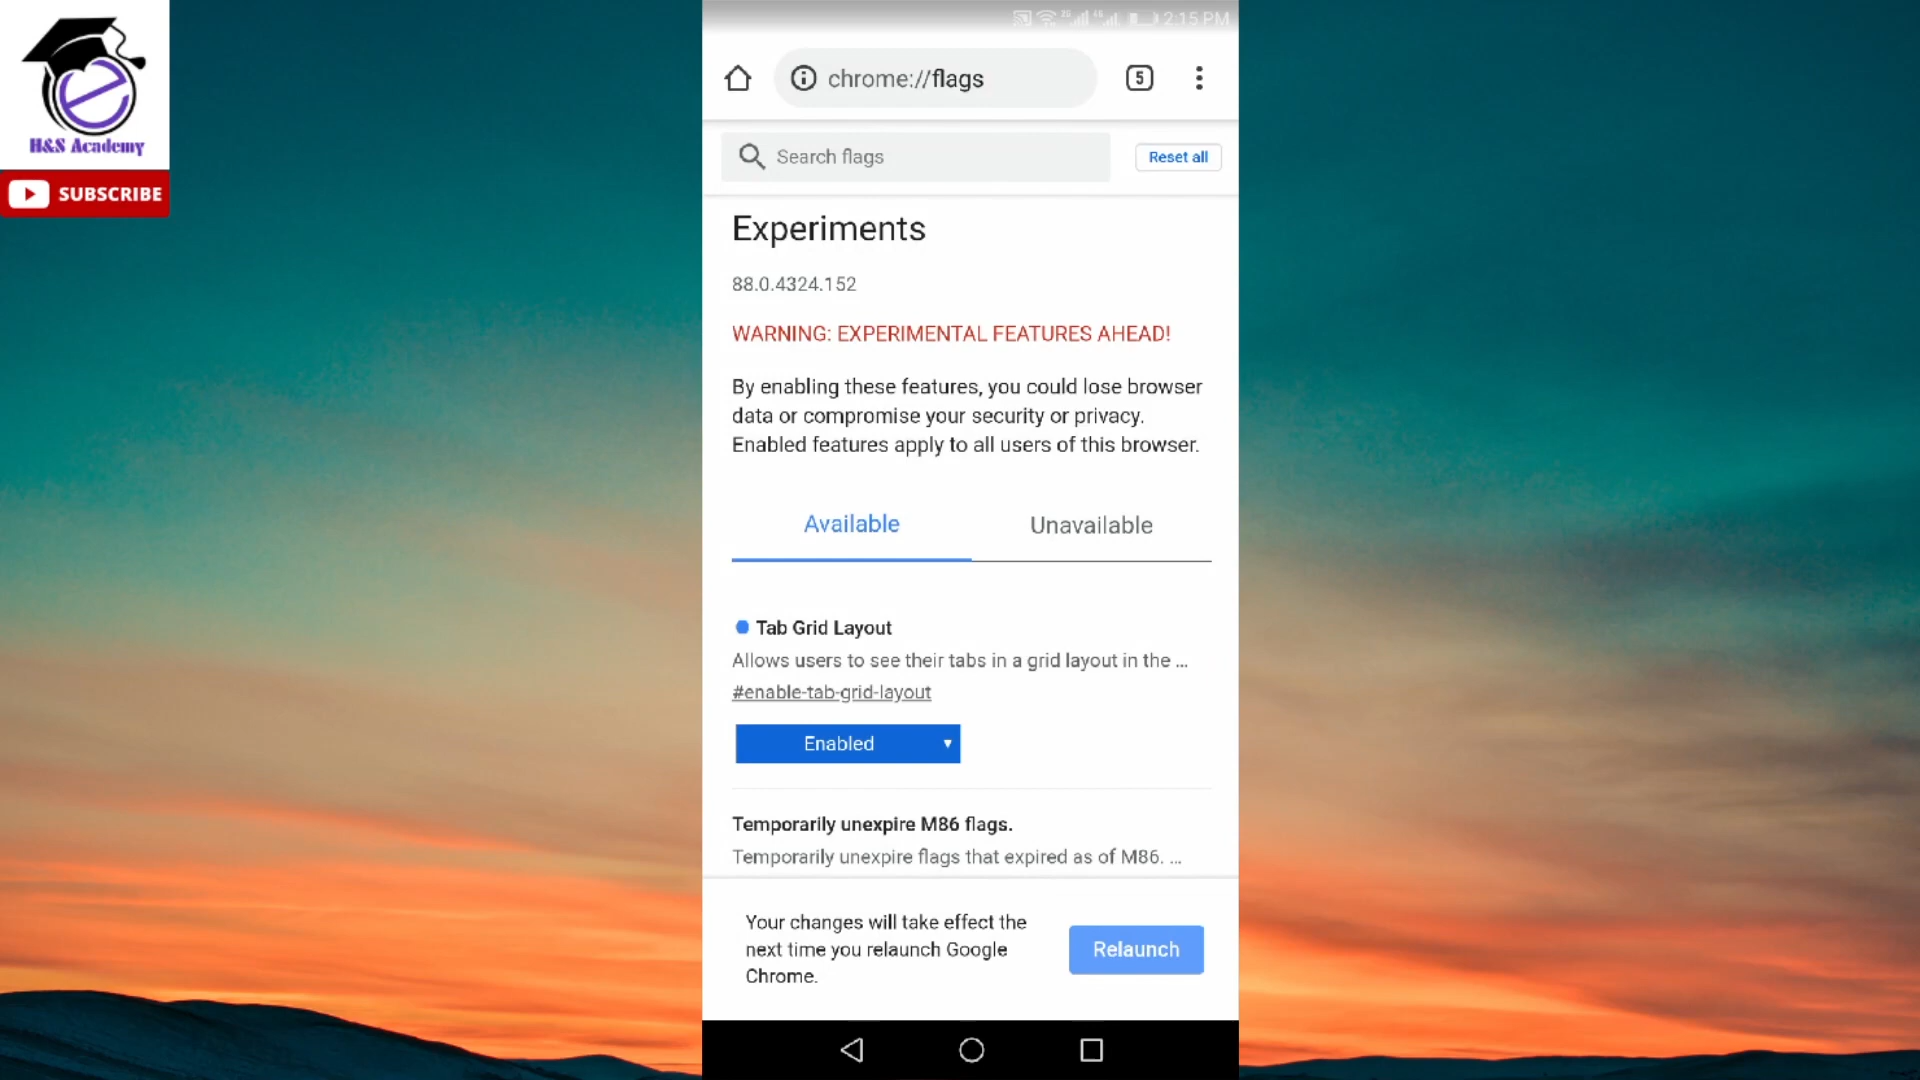 H&S Academy
SUBSCRIBE
2:15 PM
chrome://flags
5
Search flags
Reset all
Experiments
88.0.4324.152
WARNING: EXPERIMENTAL FEATURES AHEAD!
By enabling these features, you could lose browser
data or compromise your security or privacy.
Enabled features apply to all users of this browser.
Available
Unavailable
Tab Grid Layout
Allows users to see their tabs in a grid layout in the ...
#enable-tab-grid-layout
Enabled
Temporarily unexpire M86 flags.
Temporarily unexpire flags that expired as of M86. ...
Your changes will take effect the
next time you relaunch Google
Chrome.
Relaunch